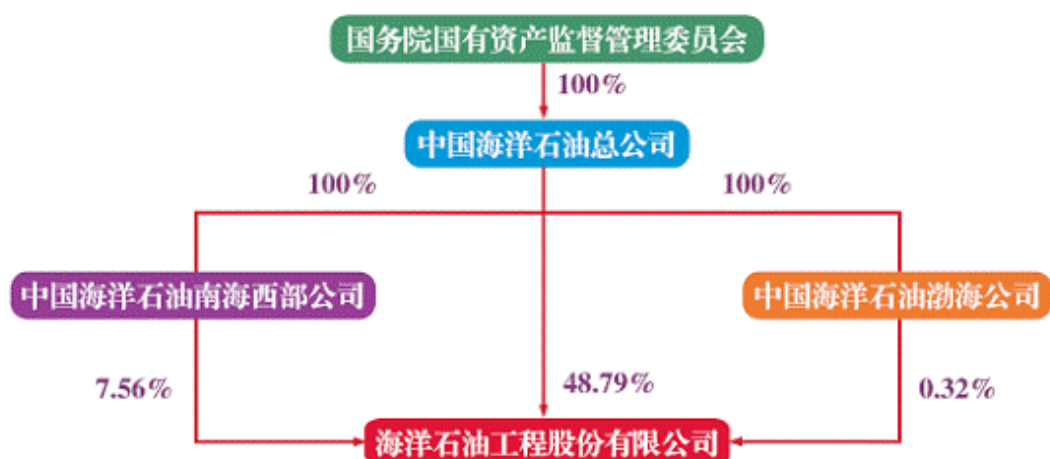 国务院国有资产监督管理委员会
100%
中国海洋石油总公司
100%
100%
中国海洋石油南海西部公司
中国海洋石油渤海公司
7.56%
48.79%
0.32%
海洋石油工程股份有限公司